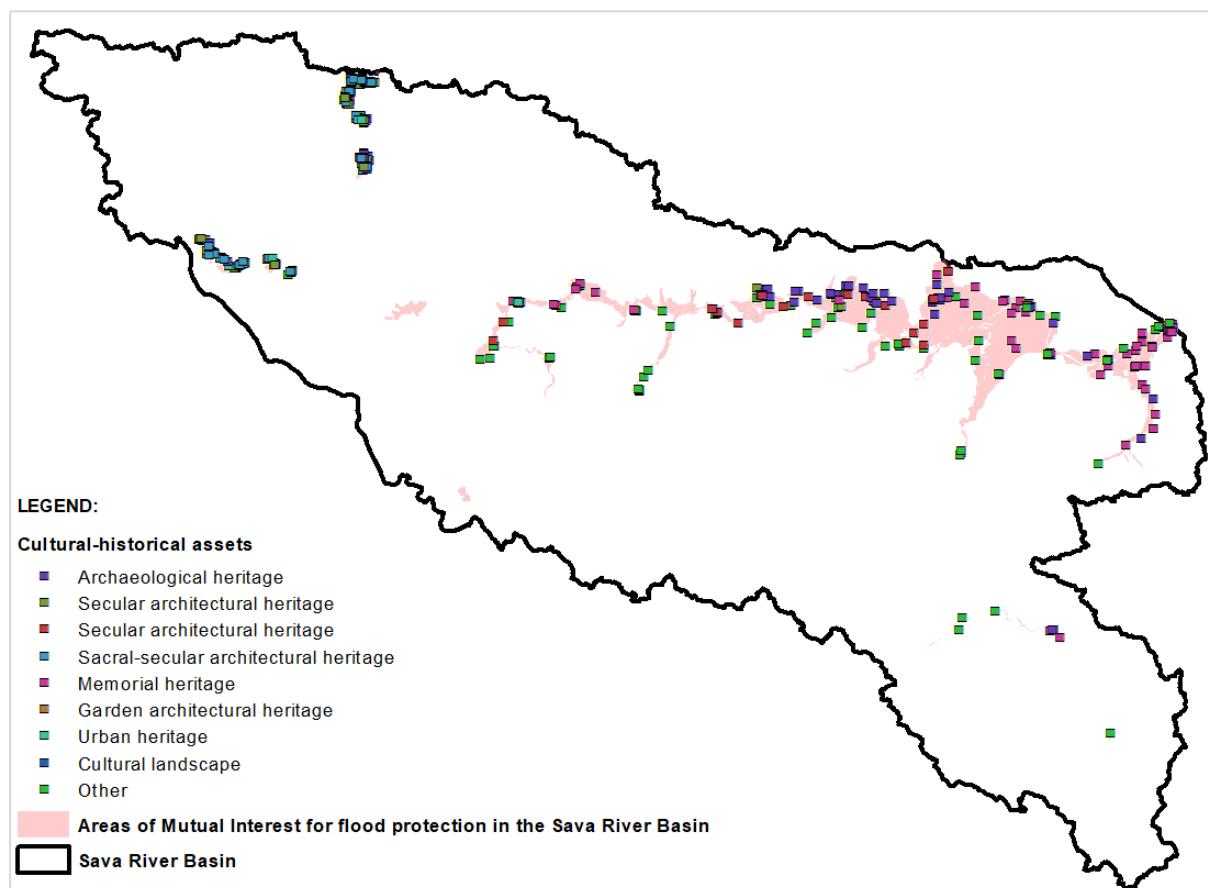 LEGEND:
Cultural-historical assets
Archaeological heritage
Secular architectural heritage
Secular architectural heritage
Sacral-secular architectural heritage
Memorial heritage
Garden architectural heritage
Urban heritage
Cultural landscape
Other
Areas of Mutual Interest for flood protection in the Sava River Basin
Sava River Basin